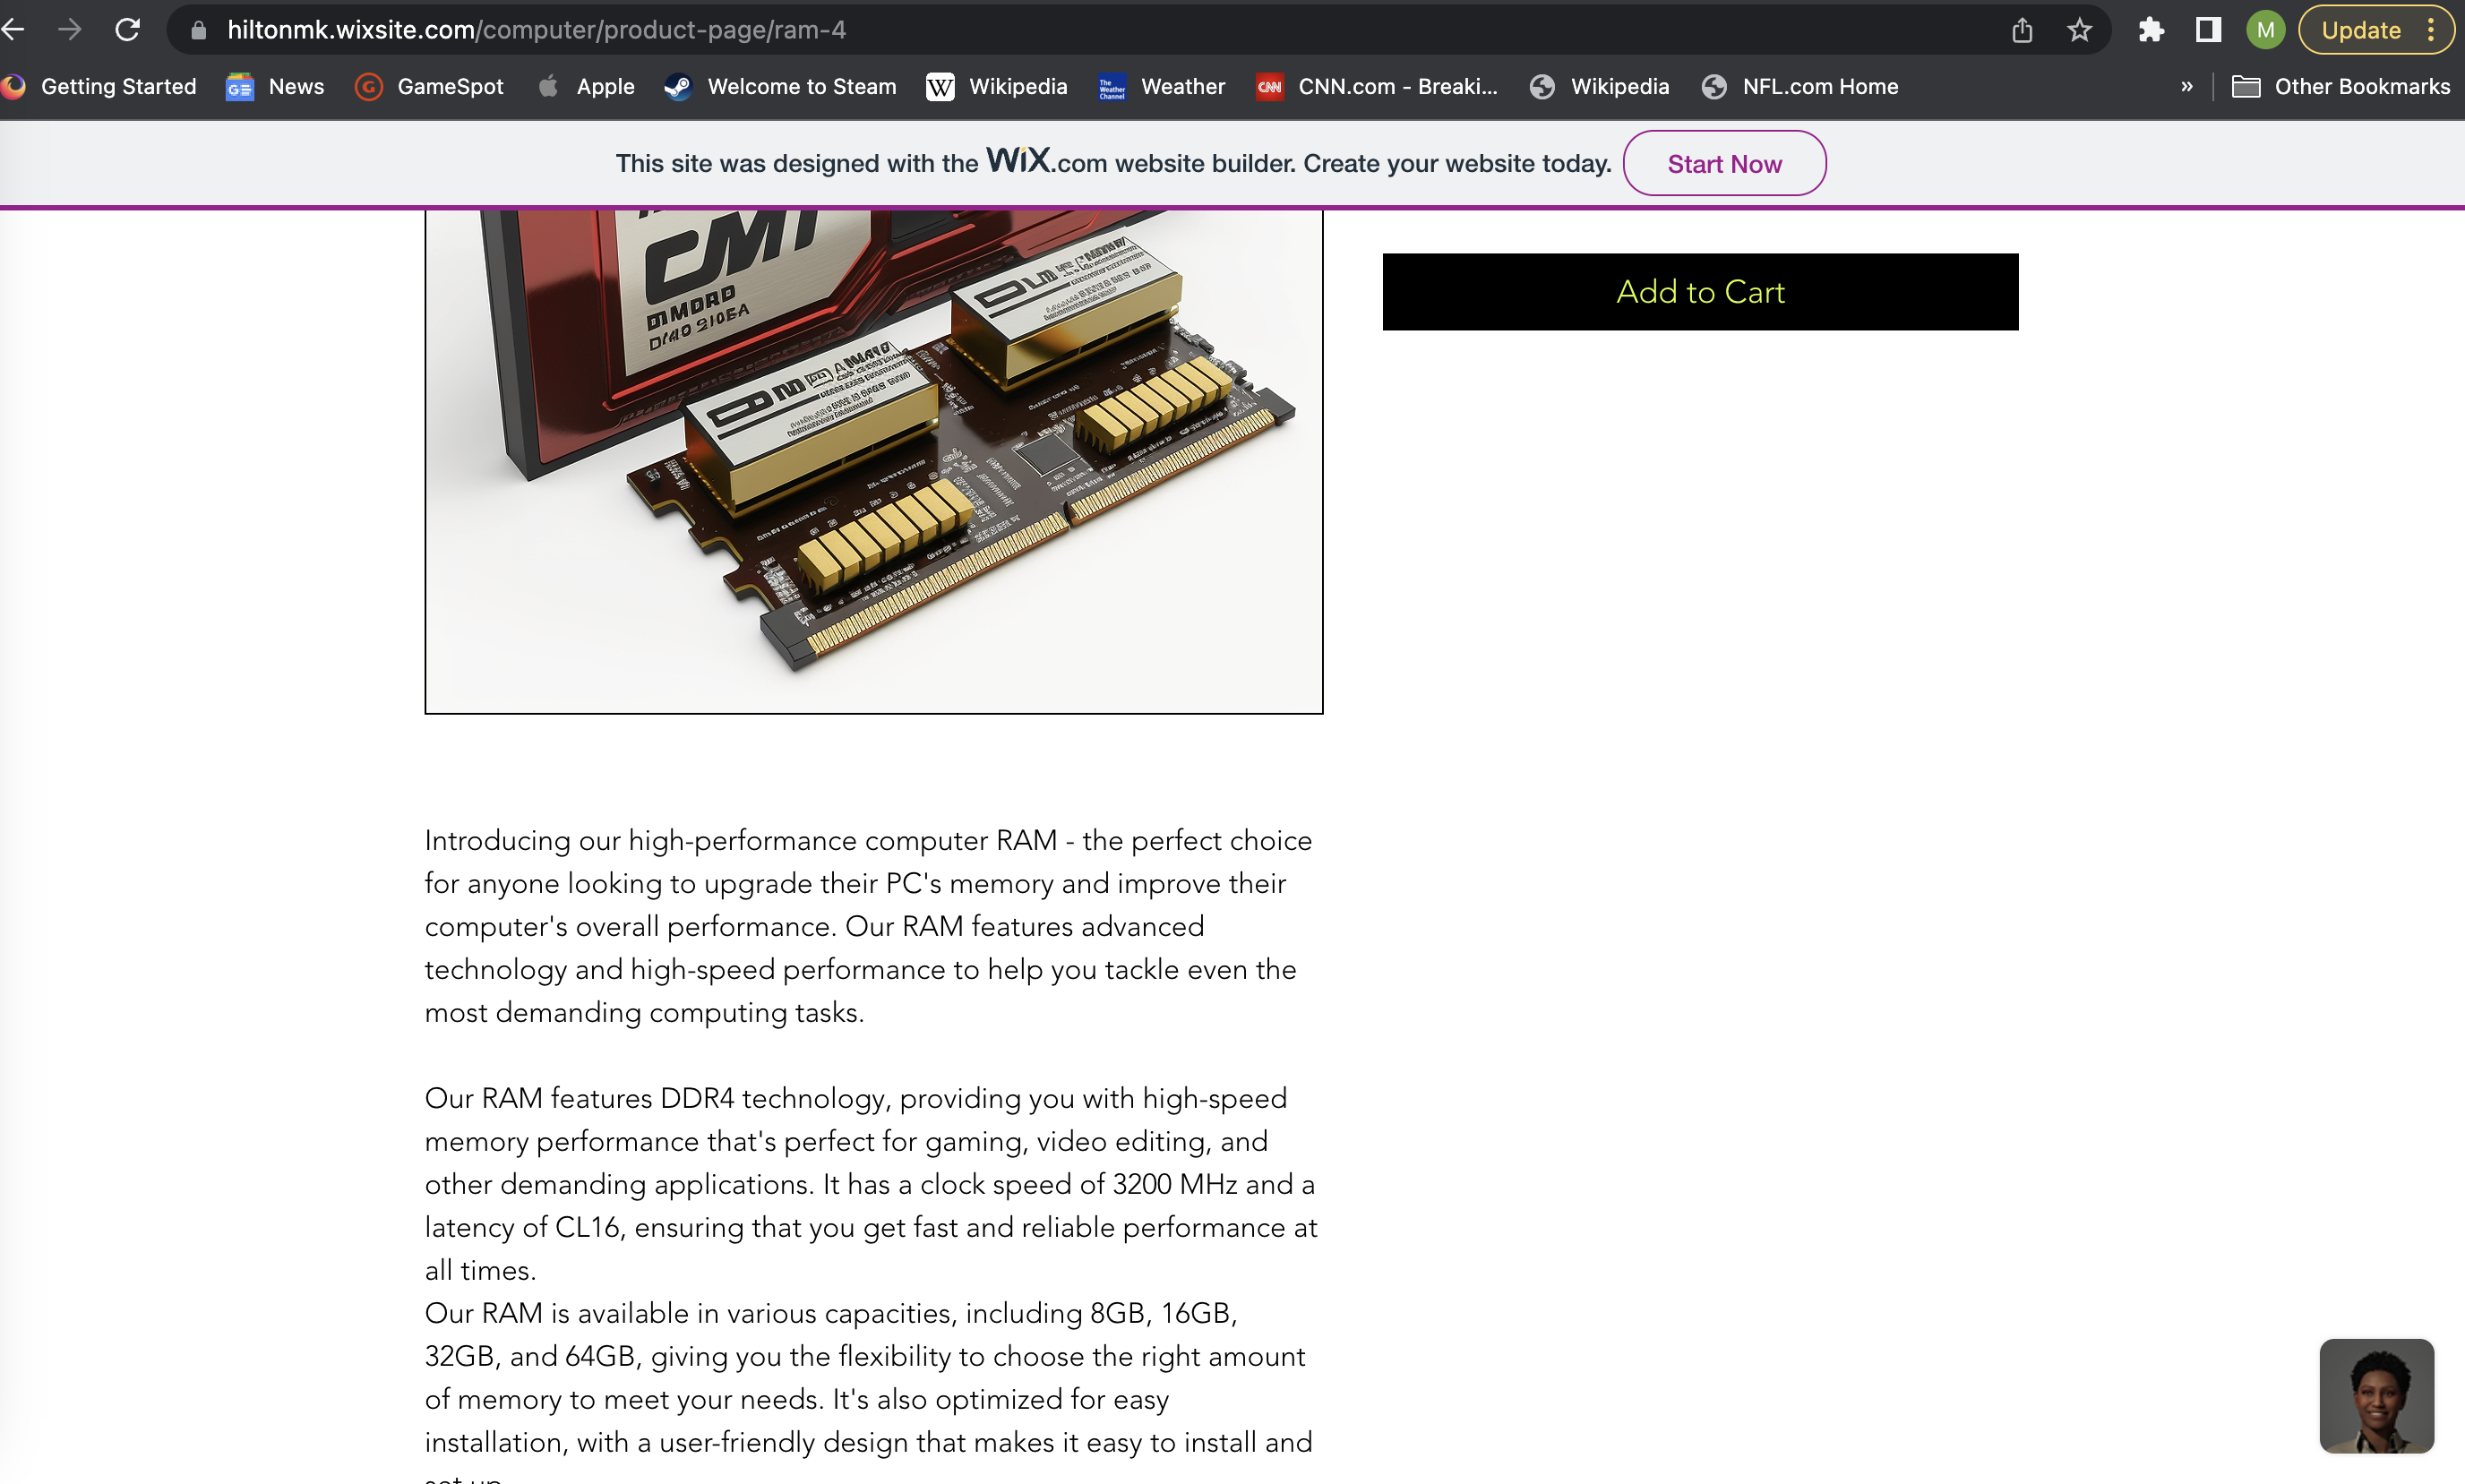 hiltonmk.wixsite.com/computer/product-page/ram-4
M
Update
Getting Started
GE
News
G
GameSpot
Apple
Welcome to Steam
W
Wikipedia
The Weather Channel
Weather
CNN
CNN.com - Breaki...
Wikipedia
NFL.com Home
»
Other Bookmarks
This site was designed with the WiX.com website builder. Create your website today.
Start Now
Add to Cart
Introducing our high-performance computer RAM - the perfect choice
for anyone looking to upgrade their PC's memory and improve their
computer's overall performance. Our RAM features advanced
technology and high-speed performance to help you tackle even the
most demanding computing tasks.
Our RAM features DDR4 technology, providing you with high-speed
memory performance that's perfect for gaming, video editing, and
other demanding applications. It has a clock speed of 3200 MHz and a
latency of CL16, ensuring that you get fast and reliable performance at
all times.
Our RAM is available in various capacities, including 8GB, 16GB,
32GB, and 64GB, giving you the flexibility to choose the right amount
of memory to meet your needs. It's also optimized for easy
installation, with a user-friendly design that makes it easy to install and